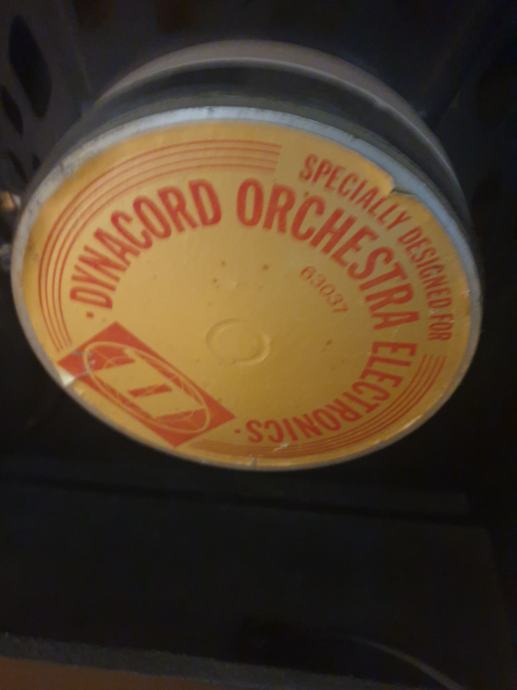 SPECIALLY DESIGNED FOR
· DYNACORD ORCHESTRA ELECTRONICS ·
63037